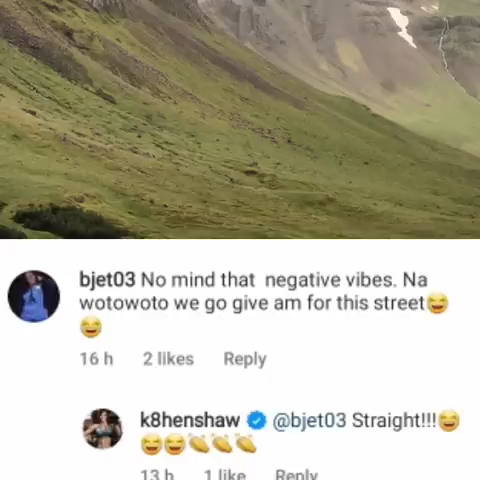 bjet03 No mind that negative vibes. Na
wotowoto we go give am for this street😆
😆
16 h 2 likes Reply
k8henshaw @bjet03 Straight!!!😆
😆😆👏👏👏
13 h 1 like Reply